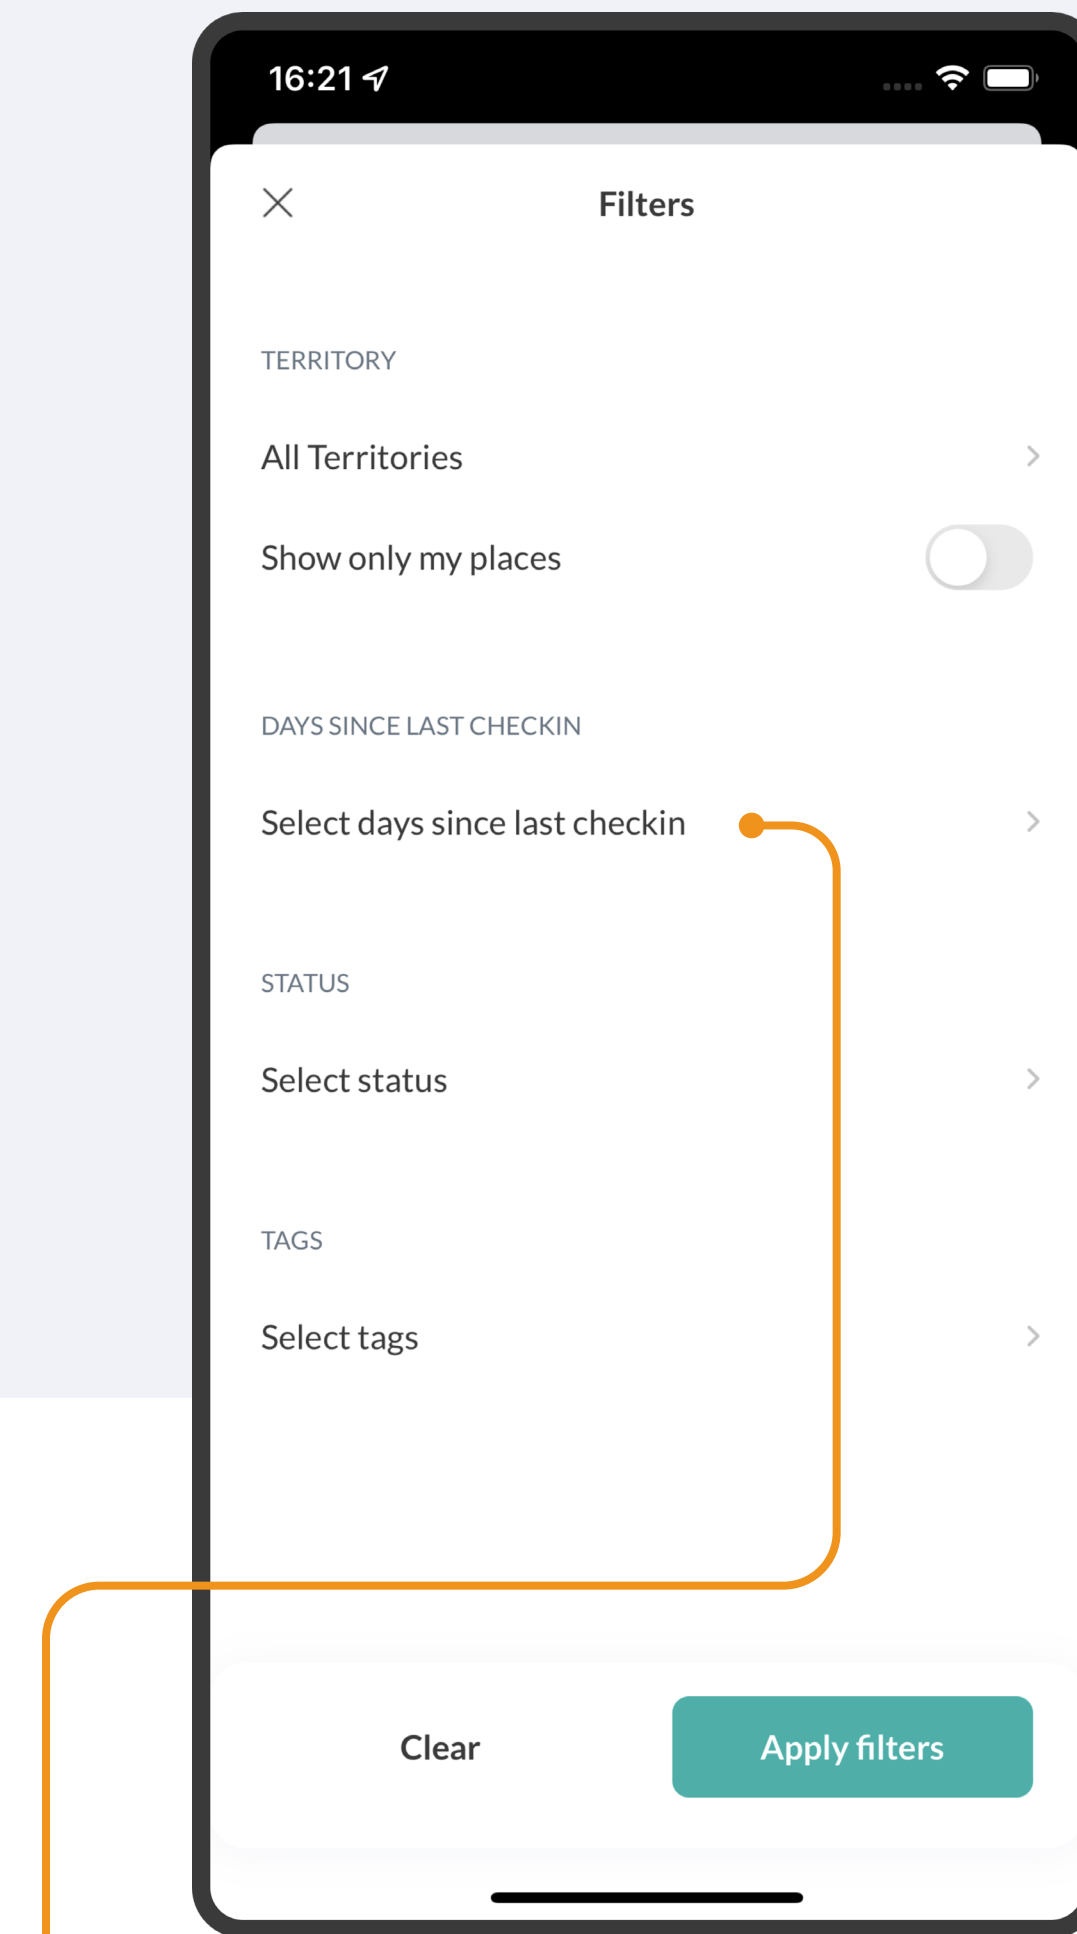 16:21
Filters
TERRITORY
All Territories
Show only my places
DAYS SINCE LAST CHECKIN
Select days since last checkin
STATUS
Select status
TAGS
Select tags
Clear
Apply filters